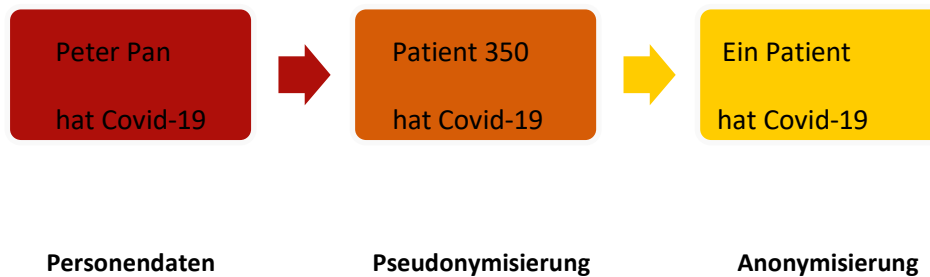 Peter Pan
hat Covid-19
Patient 350
hat Covid-19
Ein Patient
hat Covid-19
Personendaten
Pseudonymisierung
Anonymisierung